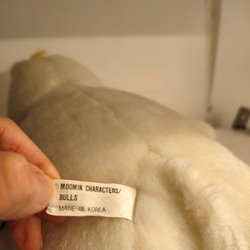 MOOMIN CHARACTERS/
BULLS
MADE IN KOREA